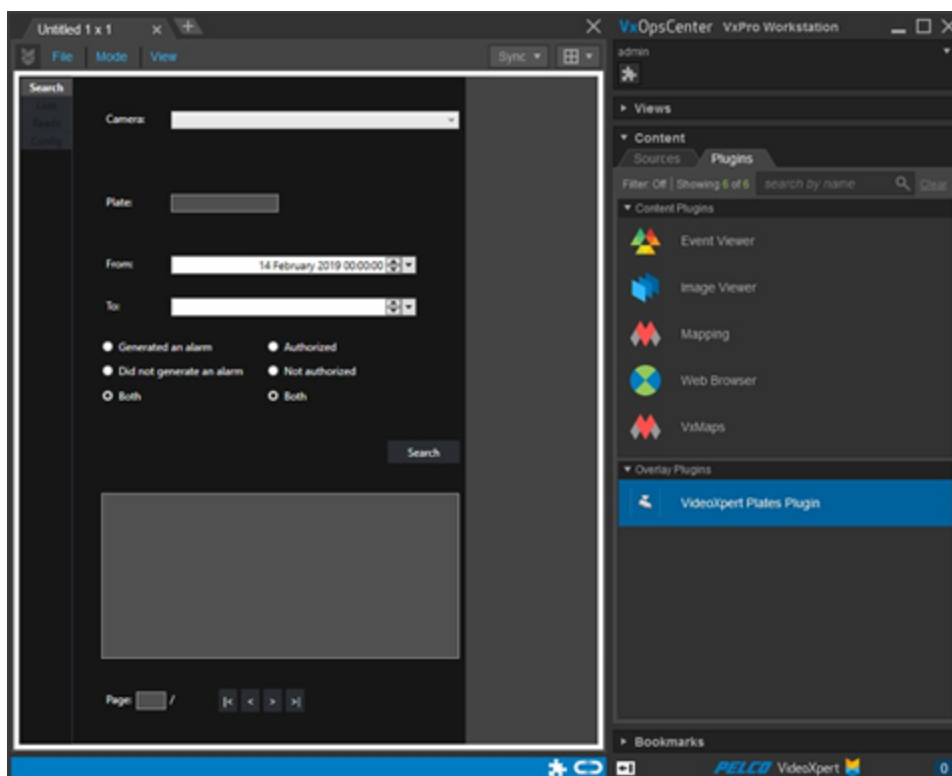 Untitled 1 x 1
VxOpsCenter VxPro Workstation
File Mode View
Sync
admin
Search
Lists
Reads
Config
Camera:
Plate:
From: 14 February 2019 00:00:00
To:
Generated an alarm Authorized
Did not generate an alarm Not authorized
Both Both
Search
Page: / |< < > >|
Views
Content
Sources Plugins
Filter: Off | Showing 6 of 6 search by name Clear
Content Plugins
Event Viewer
Image Viewer
Mapping
Web Browser
VxMaps
Overlay Plugins
VideoXpert Plates Plugin
Bookmarks
PELCO VideoXpert 0